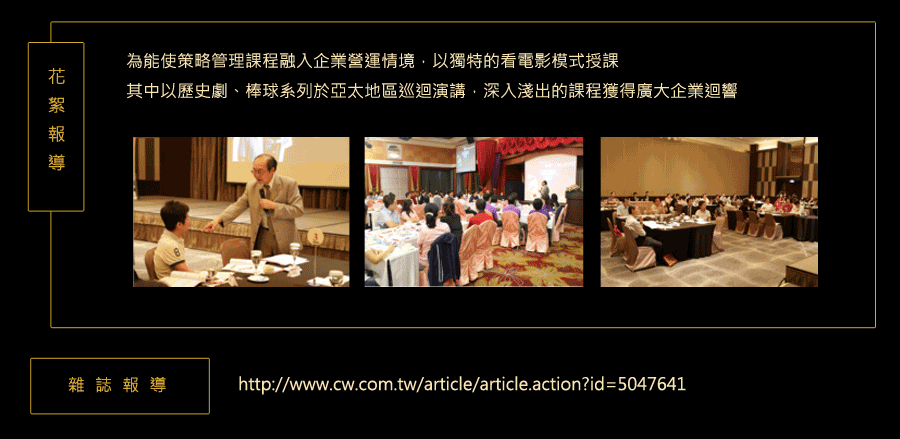 花絮報導
為能使策略管理課程融入企業營運情境，以獨特的看電影模式授課
其中以歷史劇、棒球系列於亞太地區巡迴演講，深入淺出的課程獲得廣大企業迴響
雜誌報導
http://www.cw.com.tw/article/article.action?id=5047641